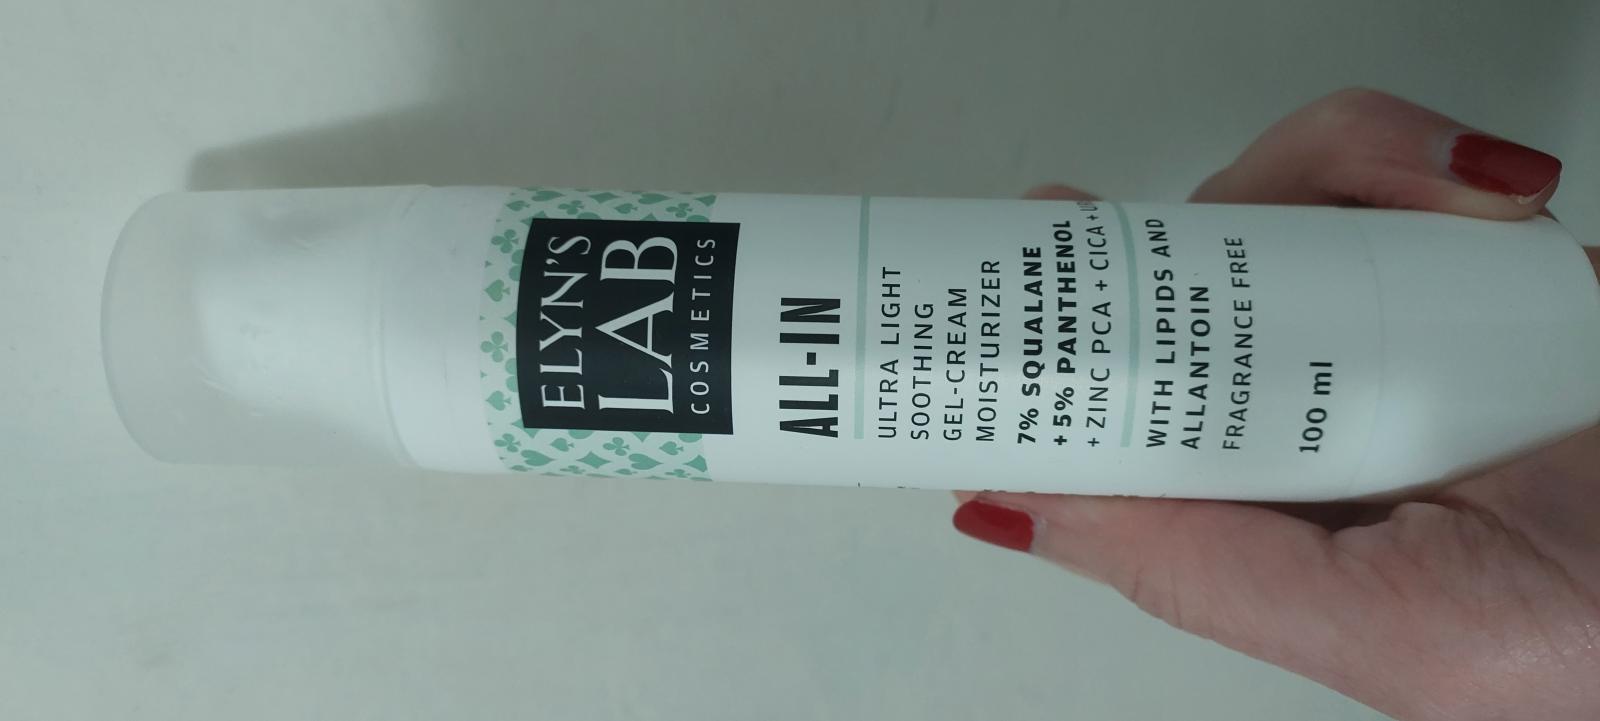 ELYN'S
LAB
COSMETICS
ALL-IN
ULTRA LIGHT
SOOTHING
GEL-CREAM
MOISTURIZER
7% SQUALANE
+ 5% PANTHENOL
+ ZINC PCA + CICA +
WITH LIPIDS AND
ALLANTOIN
FRAGRANCE FREE
100 ml